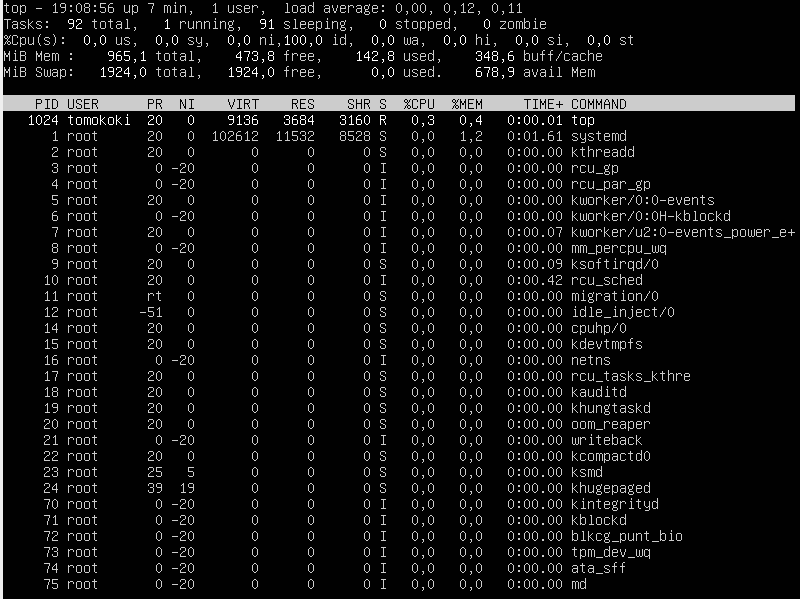 top - 19:08:56 up 7 min,  1 user,  load average: 0,00, 0,12, 0,11
Tasks:  92 total,   1 running,  91 sleeping,   0 stopped,   0 zombie
%Cpu(s):  0,0 us,  0,0 sy,  0,0 ni,100,0 id,  0,0 wa,  0,0 hi,  0,0 si,  0,0 st
MiB Mem :    965,1 total,    473,8 free,    142,8 used,    348,6 buff/cache
MiB Swap:   1924,0 total,   1924,0 free,      0,0 used.    678,9 avail Mem
PID USER      PR  NI    VIRT    RES    SHR S  %CPU  %MEM     TIME+ COMMAND
1024 tomokoki  20   0    9136   3684   3160 R   0,3   0,4   0:00.01 top
1 root      20   0  102612  11532   8528 S   0,0   1,2   0:01.61 systemd
2 root      20   0       0      0      0 S   0,0   0,0   0:00.00 kthreadd
3 root       0 -20       0      0      0 I   0,0   0,0   0:00.00 rcu_gp
4 root       0 -20       0      0      0 I   0,0   0,0   0:00.00 rcu_par_gp
5 root      20   0       0      0      0 I   0,0   0,0   0:00.00 kworker/0:0-events
6 root       0 -20       0      0      0 I   0,0   0,0   0:00.00 kworker/0:0H-kblockd
7 root      20   0       0      0      0 I   0,0   0,0   0:00.07 kworker/u2:0-events_power_e+
8 root       0 -20       0      0      0 I   0,0   0,0   0:00.00 mm_percpu_wq
9 root      20   0       0      0      0 S   0,0   0,0   0:00.09 ksoftirqd/0
10 root      20   0       0      0      0 I   0,0   0,0   0:00.42 rcu_sched
11 root      rt   0       0      0      0 S   0,0   0,0   0:00.00 migration/0
12 root     -51   0       0      0      0 S   0,0   0,0   0:00.00 idle_inject/0
14 root      20   0       0      0      0 S   0,0   0,0   0:00.00 cpuhp/0
15 root      20   0       0      0      0 S   0,0   0,0   0:00.00 kdevtmpfs
16 root       0 -20       0      0      0 I   0,0   0,0   0:00.00 netns
17 root      20   0       0      0      0 S   0,0   0,0   0:00.00 rcu_tasks_kthre
18 root      20   0       0      0      0 S   0,0   0,0   0:00.00 kauditd
19 root      20   0       0      0      0 S   0,0   0,0   0:00.00 khungtaskd
20 root      20   0       0      0      0 S   0,0   0,0   0:00.00 oom_reaper
21 root       0 -20       0      0      0 I   0,0   0,0   0:00.00 writeback
22 root      20   0       0      0      0 S   0,0   0,0   0:00.00 kcompactd0
23 root      25   5       0      0      0 S   0,0   0,0   0:00.00 ksmd
24 root      39  19       0      0      0 S   0,0   0,0   0:00.00 khugepaged
70 root       0 -20       0      0      0 I   0,0   0,0   0:00.00 kintegrityd
71 root       0 -20       0      0      0 I   0,0   0,0   0:00.00 kblockd
72 root       0 -20       0      0      0 I   0,0   0,0   0:00.00 blkcg_punt_bio
73 root       0 -20       0      0      0 I   0,0   0,0   0:00.00 tpm_dev_wq
74 root       0 -20       0      0      0 I   0,0   0,0   0:00.00 ata_sff
75 root       0 -20       0      0      0 I   0,0   0,0   0:00.00 md